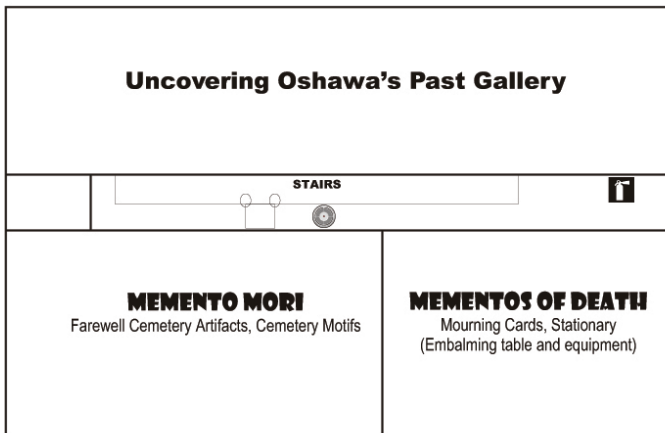 Uncovering Oshawa's Past Gallery
STAIRS
MEMENTO MORI
Farewell Cemetery Artifacts, Cemetery Motifs
MEMENTOS OF DEATH
Mourning Cards, Stationary
(Embalming table and equipment)